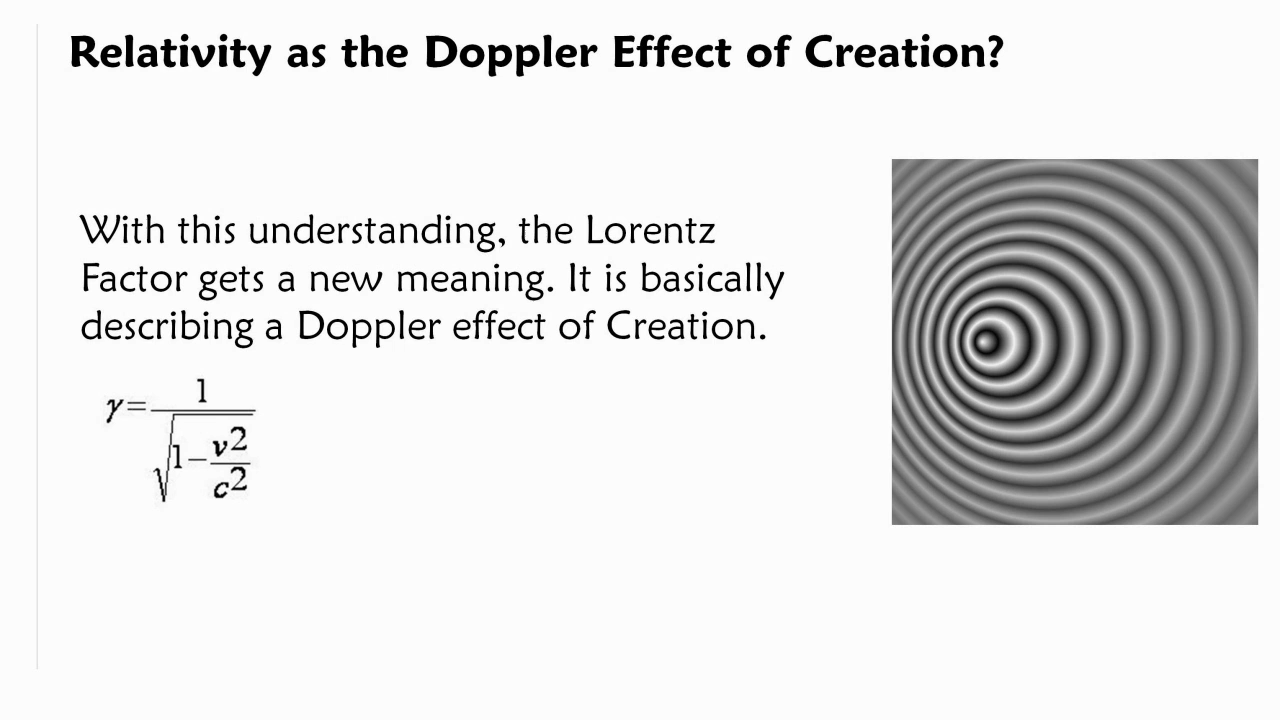 Relativity as the Doppler Effect of Creation?
With this understanding, the Lorentz
Factor gets a new meaning. It is basically
describing a Doppler effect of Creation.
γ = 1 / √(1 − v2 / c2)